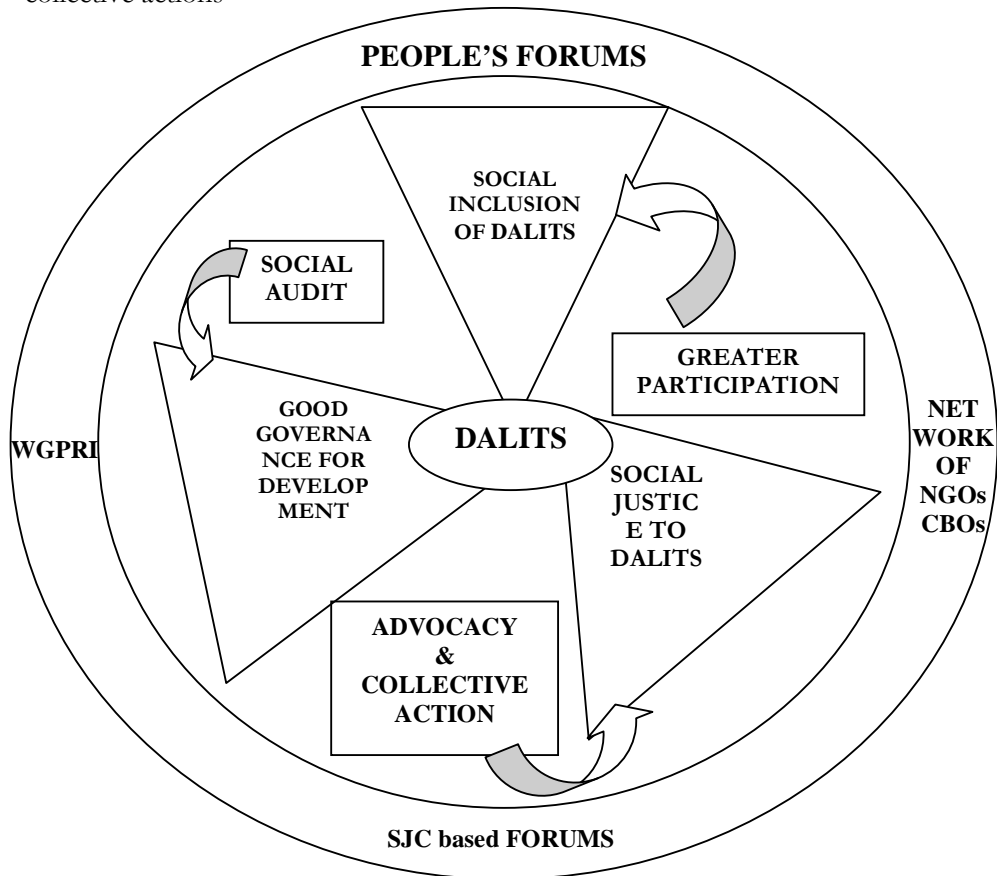 collective actions
PEOPLE'S FORUMS
SOCIAL
INCLUSION
OF DALITS
SOCIAL
AUDIT
GREATER
PARTICIPATION
GOOD
GOVERNA
NCE FOR
DEVELOP
MENT
DALITS
SOCIAL
JUSTIC
E TO
DALITS
WGPRI
NET
WORK
OF
NGOs
CBOs
ADVOCACY
&
COLLECTIVE
ACTION
SJC based FORUMS